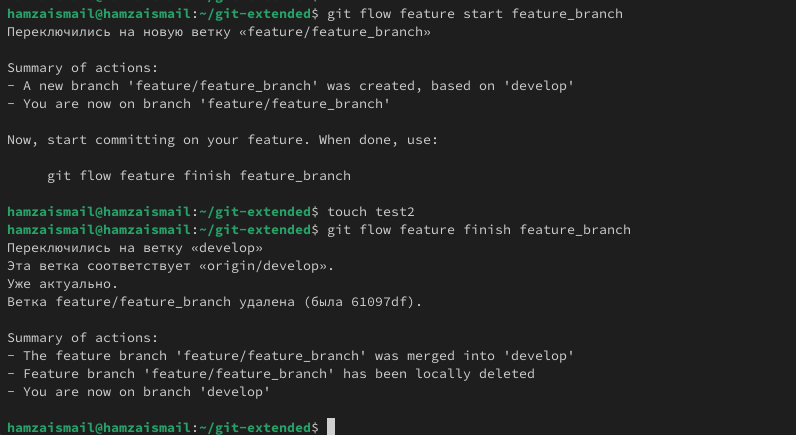 hamzaismail@hamzaismail:~/git-extended$ git flow feature start feature_branch
Переключились на новую ветку «feature/feature_branch»
Summary of actions:
- A new branch 'feature/feature_branch' was created, based on 'develop'
- You are now on branch 'feature/feature_branch'
Now, start committing on your feature. When done, use:
git flow feature finish feature_branch
hamzaismail@hamzaismail:~/git-extended$ touch test2
hamzaismail@hamzaismail:~/git-extended$ git flow feature finish feature_branch
Переключились на ветку «develop»
Эта ветка соответствует «origin/develop».
Уже актуально.
Ветка feature/feature_branch удалена (была 61097df).
Summary of actions:
- The feature branch 'feature/feature_branch' was merged into 'develop'
- Feature branch 'feature/feature_branch' has been locally deleted
- You are now on branch 'develop'
hamzaismail@hamzaismail:~/git-extended$